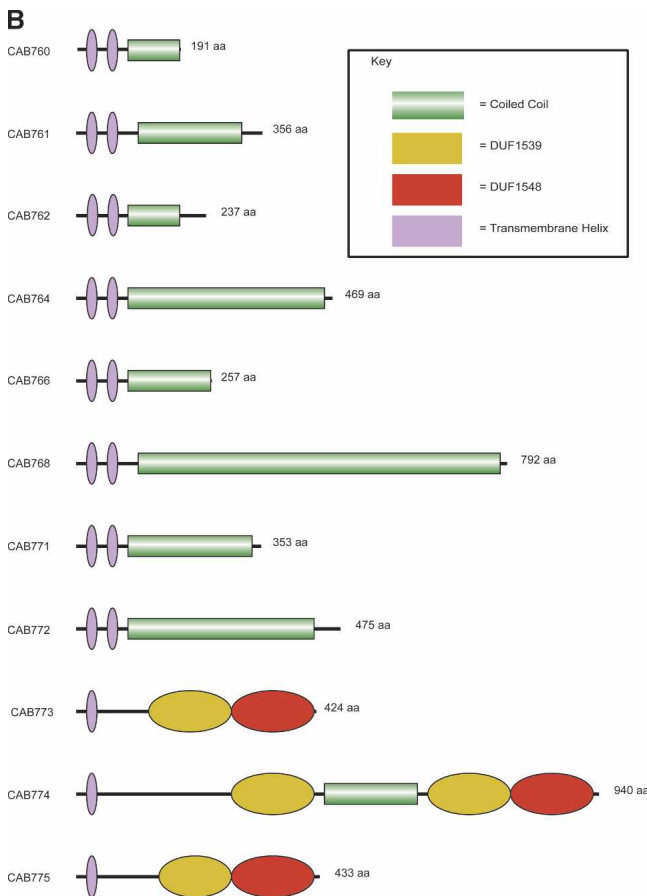 B
CAB760
191 aa
Key
= Coiled Coil
= DUF1539
= DUF1548
= Transmembrane Helix
CAB761
356 aa
CAB762
237 aa
CAB764
469 aa
CAB766
257 aa
CAB768
792 aa
CAB771
353 aa
CAB772
475 aa
CAB773
424 aa
CAB774
940 aa
CAB775
433 aa